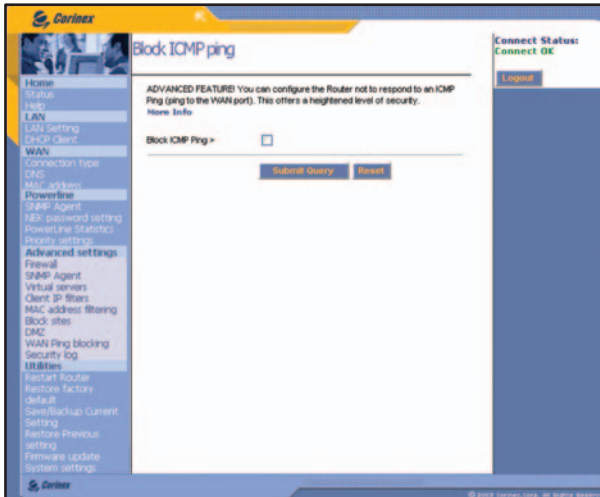 Corinex
Block ICMP ping
Connect Status:
Connect OK
Logout
Home
Status
Help
LAN
LAN Setting
DHCP Client
WAN
Connection type
DNS
MAC address
Powerline
SNMP Agent
NEK password setting
PowerLine Statistics
Priority settings
Advanced settings
Firewall
SNMP Agent
Virtual servers
Client IP filters
MAC address filtering
Block sites
DMZ
WAN Ping blocking
Security log
Utilities
Restart Router
Restore factory
default
Save/Backup Current
Setting
Restore Previous
setting
Firmware update
System settings
ADVANCED FEATURE! You can configure the Router not to respond to an ICMP
Ping (ping to the WAN port). This offers a heightened level of security.
More Info
Block ICMP Ping >
Submit Query
Reset
Corinex
Corinex Corp. All Rights Reserved